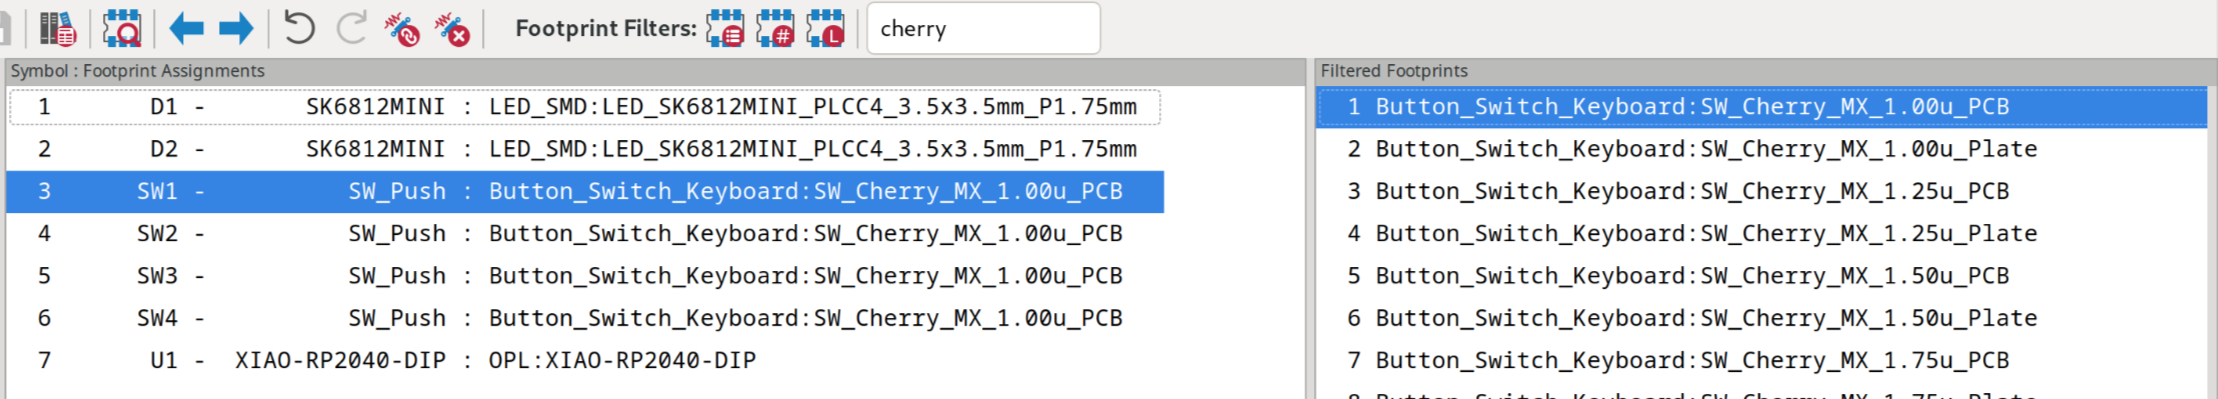 Footprint Filters: # L cherry
Symbol : Footprint Assignments
1 D1 - SK6812MINI : LED_SMD:LED_SK6812MINI_PLCC4_3.5x3.5mm_P1.75mm
2 D2 - SK6812MINI : LED_SMD:LED_SK6812MINI_PLCC4_3.5x3.5mm_P1.75mm
3 SW1 - SW_Push : Button_Switch_Keyboard:SW_Cherry_MX_1.00u_PCB
4 SW2 - SW_Push : Button_Switch_Keyboard:SW_Cherry_MX_1.00u_PCB
5 SW3 - SW_Push : Button_Switch_Keyboard:SW_Cherry_MX_1.00u_PCB
6 SW4 - SW_Push : Button_Switch_Keyboard:SW_Cherry_MX_1.00u_PCB
7 U1 - XIAO-RP2040-DIP : OPL:XIAO-RP2040-DIP
Filtered Footprints
1 Button_Switch_Keyboard:SW_Cherry_MX_1.00u_PCB
2 Button_Switch_Keyboard:SW_Cherry_MX_1.00u_Plate
3 Button_Switch_Keyboard:SW_Cherry_MX_1.25u_PCB
4 Button_Switch_Keyboard:SW_Cherry_MX_1.25u_Plate
5 Button_Switch_Keyboard:SW_Cherry_MX_1.50u_PCB
6 Button_Switch_Keyboard:SW_Cherry_MX_1.50u_Plate
7 Button_Switch_Keyboard:SW_Cherry_MX_1.75u_PCB
8 Button_Switch_Keyboard:SW_Cherry_MX_1.75u_Plate